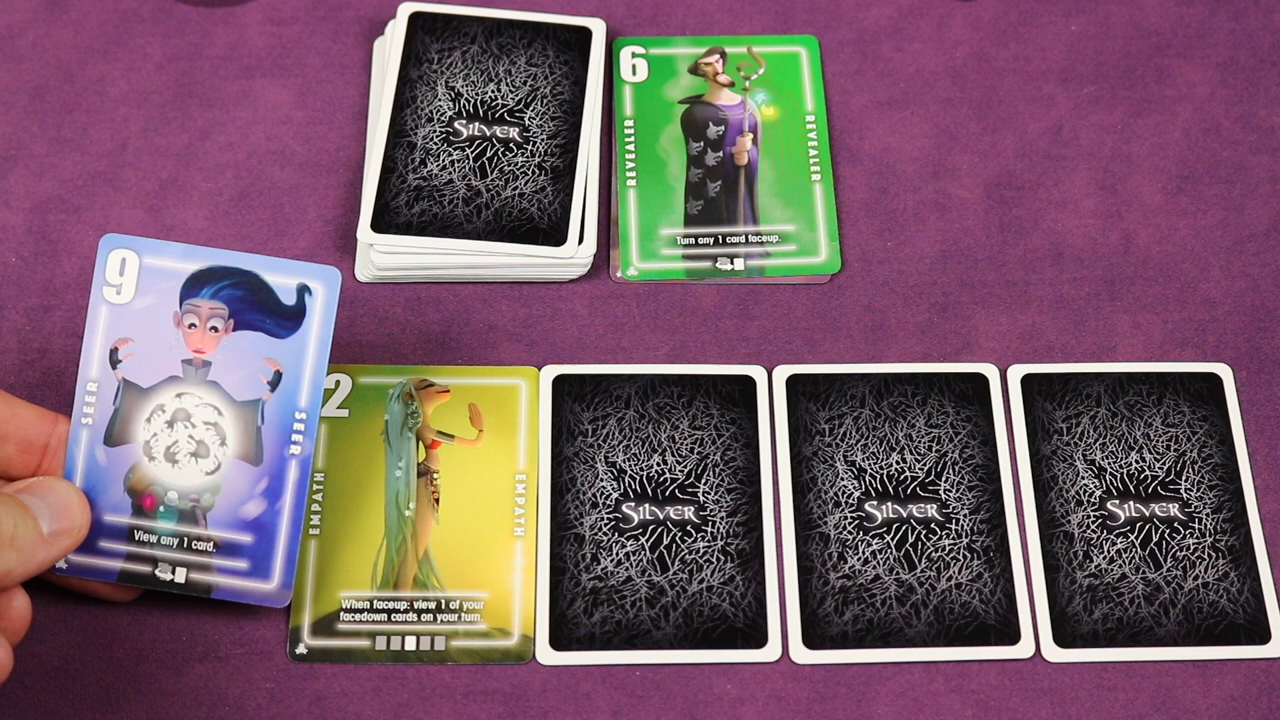 SILVER
6
REVEALER
REVEALER
Turn any 1 card faceup.
9
SEER
SEER
View any 1 card.
2
EMPATH
EMPATH
When faceup: view 1 of your
facedown cards on your turn.
SILVER
SILVER
SILVER